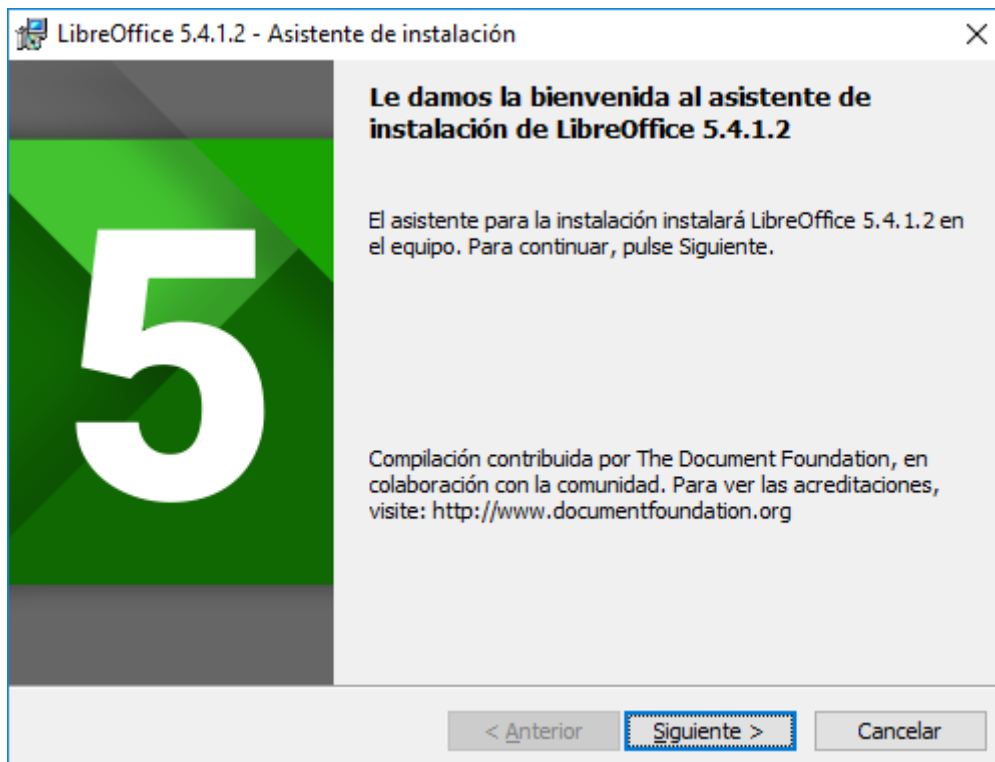 LibreOffice 5.4.1.2 - Asistente de instalación
Le damos la bienvenida al asistente de
instalación de LibreOffice 5.4.1.2
El asistente para la instalación instalará LibreOffice 5.4.1.2 en
el equipo. Para continuar, pulse Siguiente.
5
Compilación contribuida por The Document Foundation, en
colaboración con la comunidad. Para ver las acreditaciones,
visite: http://www.documentfoundation.org
< Anterior
Siguiente >
Cancelar